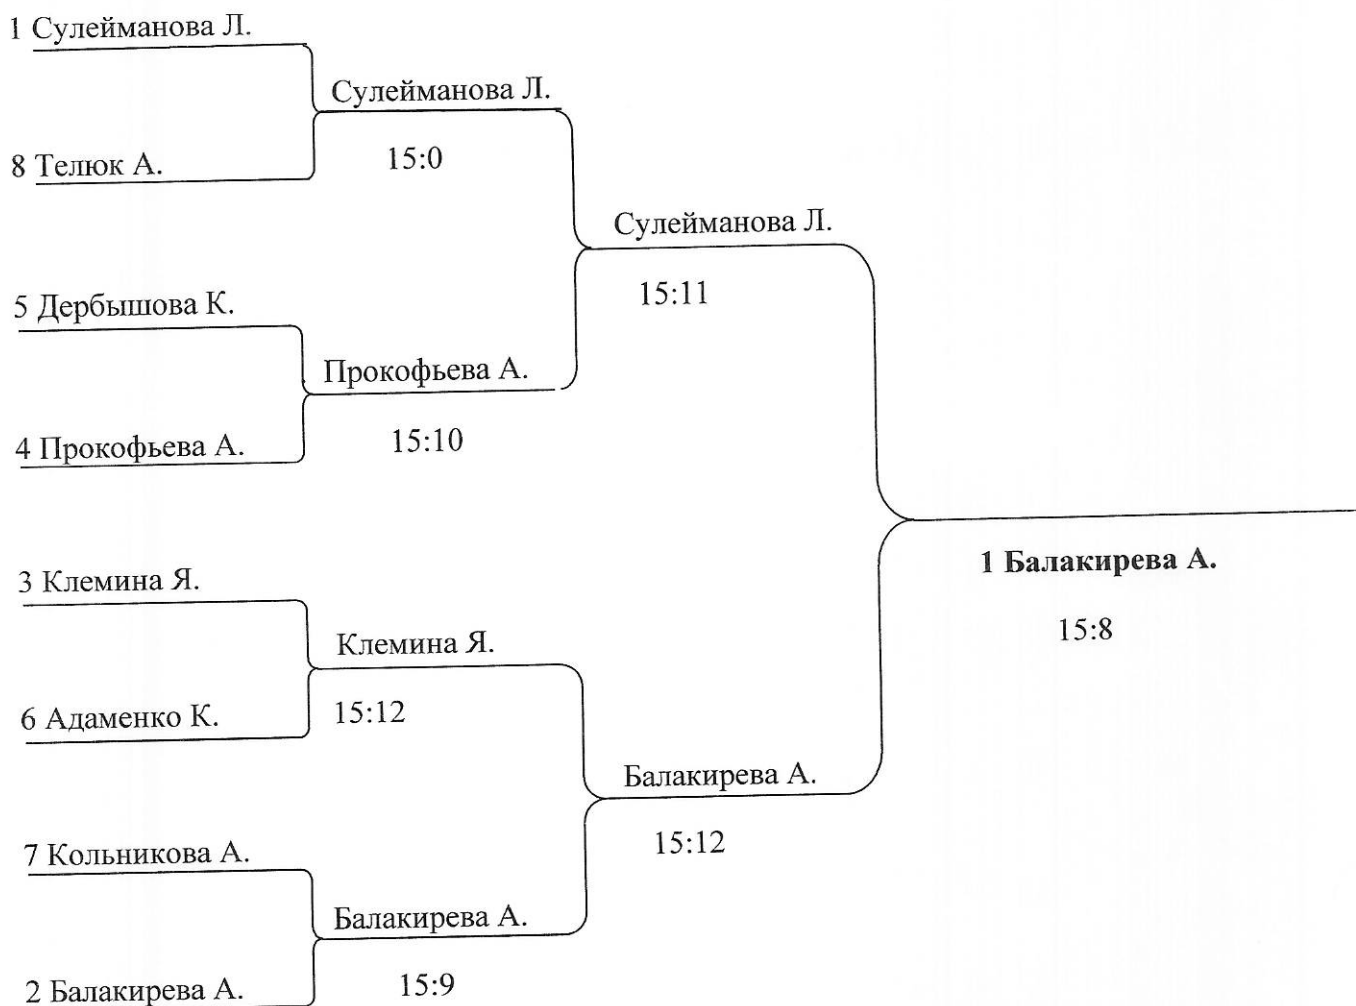 1 Сулейманова Л.
Сулейманова Л.
15:0
8 Телюк А.
Сулейманова Л.
15:11
5 Дербышова К.
Прокофьева А.
15:10
4 Прокофьева А.
1 Балакирева А.
15:8
3 Клемина Я.
Клемина Я.
15:12
6 Адаменко К.
Балакирева А.
15:12
7 Кольникова А.
Балакирева А.
15:9
2 Балакирева А.